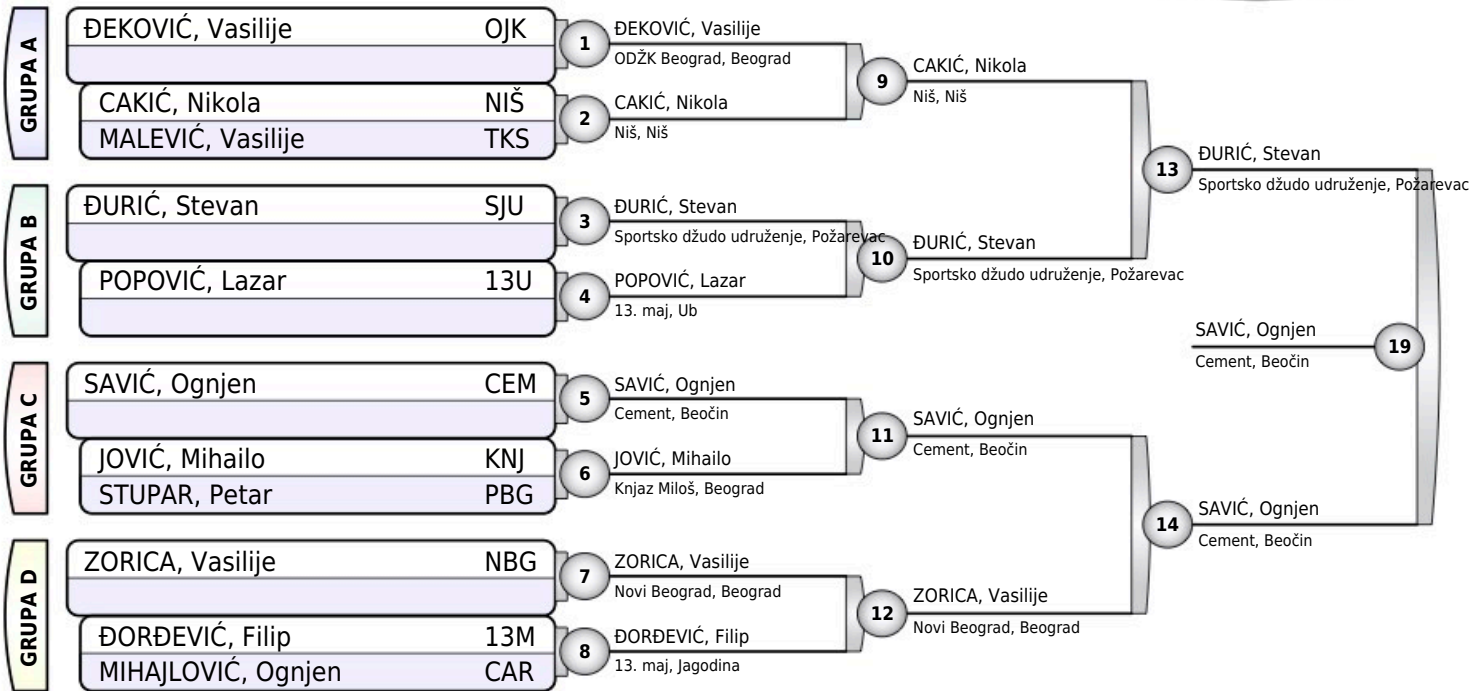 GRUPA A
ĐEKOVIĆ, Vasilije OJK
CAKIĆ, Nikola NIŠ
MALEVIĆ, Vasilije TKS
1
ĐEKOVIĆ, Vasilije
ODŽK Beograd, Beograd
2
CAKIĆ, Nikola
Niš, Niš
9
CAKIĆ, Nikola
Niš, Niš
GRUPA B
ĐURIĆ, Stevan SJU
POPOVIĆ, Lazar 13U
3
ĐURIĆ, Stevan
Sportsko džudo udruženje, Požarevac
4
POPOVIĆ, Lazar
13. maj, Ub
10
ĐURIĆ, Stevan
Sportsko džudo udruženje, Požarevac
13
ĐURIĆ, Stevan
Sportsko džudo udruženje, Požarevac
GRUPA C
SAVIĆ, Ognjen CEM
JOVIĆ, Mihailo KNJ
STUPAR, Petar PBG
5
SAVIĆ, Ognjen
Cement, Beočin
6
JOVIĆ, Mihailo
Knjaz Miloš, Beograd
11
SAVIĆ, Ognjen
Cement, Beočin
GRUPA D
ZORICA, Vasilije NBG
ĐORĐEVIĆ, Filip 13M
MIHAJLOVIĆ, Ognjen CAR
7
ZORICA, Vasilije
Novi Beograd, Beograd
8
ĐORĐEVIĆ, Filip
13. maj, Jagodina
12
ZORICA, Vasilije
Novi Beograd, Beograd
14
SAVIĆ, Ognjen
Cement, Beočin
SAVIĆ, Ognjen
Cement, Beočin
19